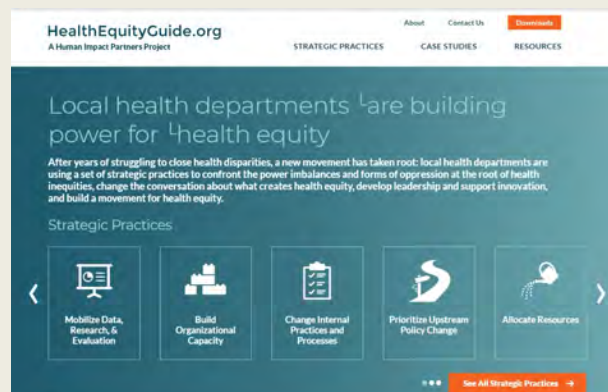 HealthEquityGuide.org
A Human Impact Partners Project
About Contact Us Downloads
STRATEGIC PRACTICES CASE STUDIES RESOURCES
Local health departments └are building
power for └health equity
After years of struggling to close health disparities, a new movement has taken root: local health departments are
using a set of strategic practices to confront the power imbalances and forms of oppression at the root of health
inequities, change the conversation about what creates health equity, develop leadership and support innovation,
and build a movement for health equity.
Strategic Practices
Mobilize Data,
Research, &
Evaluation
Build
Organizational
Capacity
Change Internal
Practices and
Processes
Prioritize Upstream
Policy Change
Allocate Resources
See All Strategic Practices →